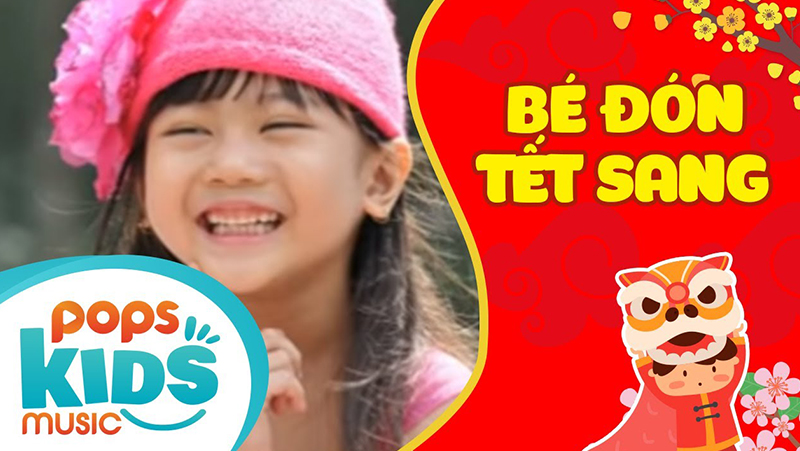 BÉ ĐÓN
TẾT SANG
POPS
KIDS
MUSIC